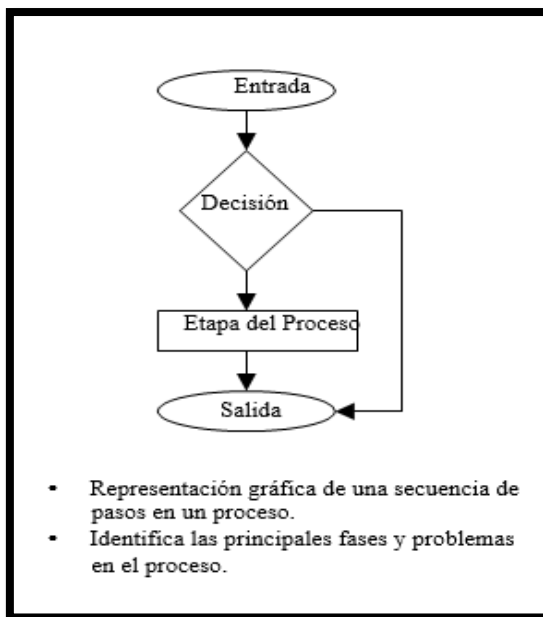 Entrada
Decisión
Etapa del Proceso
Salida
• Representación gráfica de una secuencia de
pasos en un proceso.
• Identifica las principales fases y problemas
en el proceso.